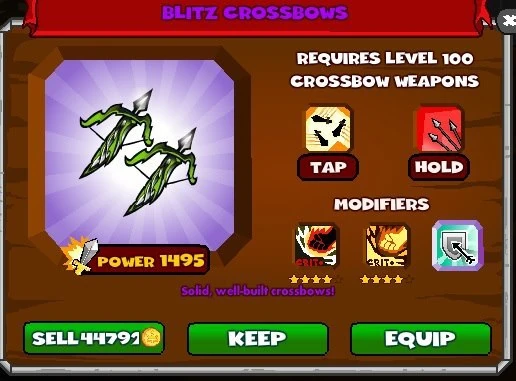 BLITZ CROSSBOWS
REQUIRES LEVEL 100
CROSSBOW WEAPONS
TAP
HOLD
MODIFIERS
CRIT+
CRIT+
POWER 1495
Solid, well-built crossbows!
SELL 44791
KEEP
EQUIP